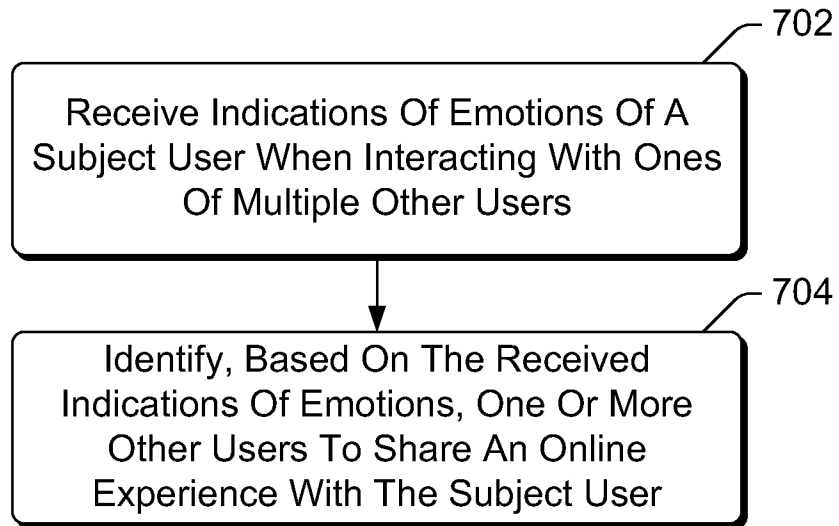 702
Receive Indications Of Emotions Of A
Subject User When Interacting With Ones
Of Multiple Other Users
704
Identify, Based On The Received
Indications Of Emotions, One Or More
Other Users To Share An Online
Experience With The Subject User